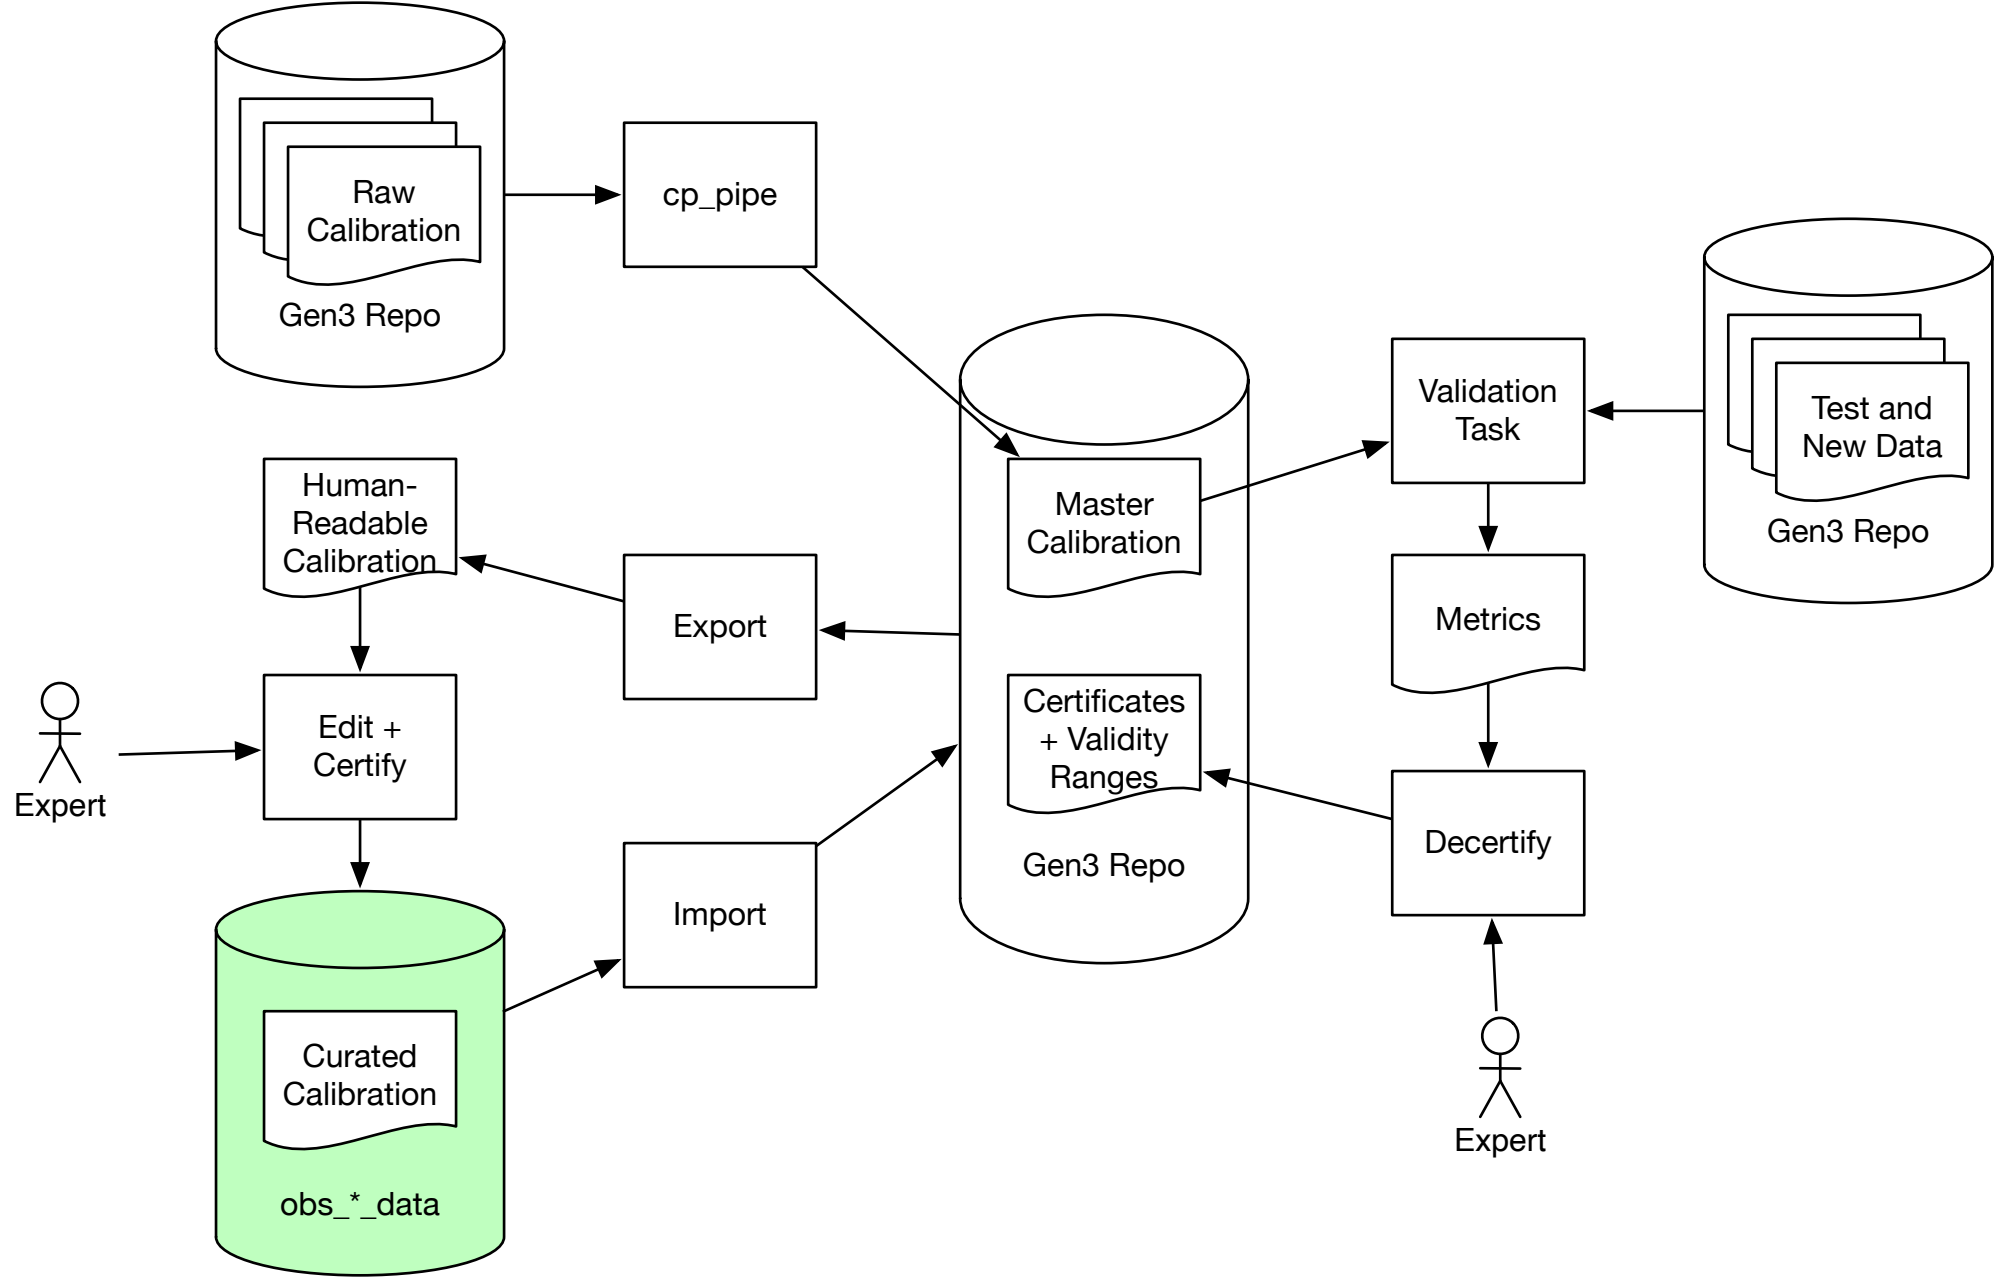 Raw
Calibration
Gen3 Repo
cp_pipe
Human-
Readable
Calibration
Export
Edit +
Certify
Expert
Import
Curated
Calibration
obs_*_data
Master
Calibration
Certificates
+ Validity
Ranges
Gen3 Repo
Validation
Task
Metrics
Decertify
Expert
Test and
New Data
Gen3 Repo